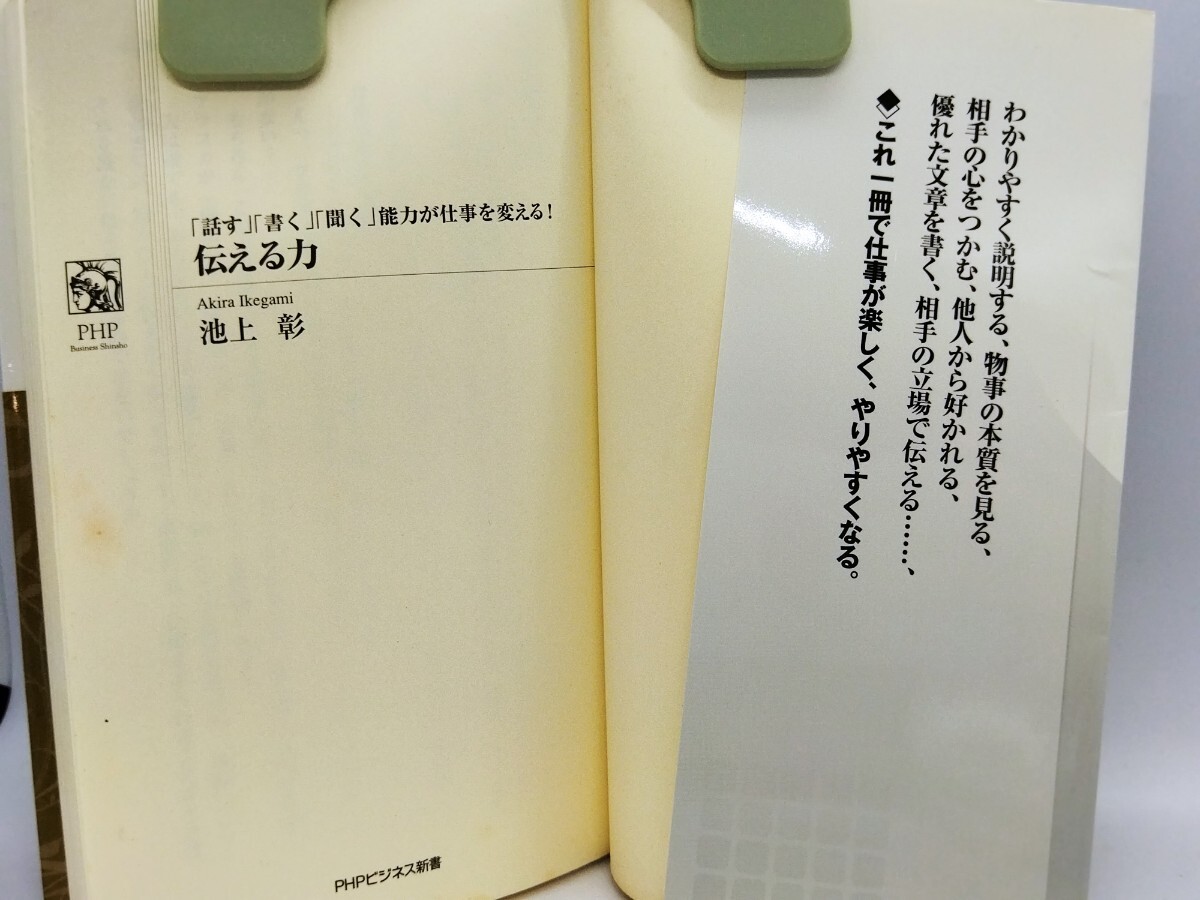 「話す」「書く」「聞く」能力が仕事を変える！
伝える力
Akira Ikegami
池上 彰
PHP
Business Shinsho
PHPビジネス新書
わかりやすく説明する、物事の本質を見る、
相手の心をつかむ、他人から好かれる、
優れた文章を書く、相手の立場で伝える……、
◆これ一冊で仕事が楽しく、やりやすくなる。